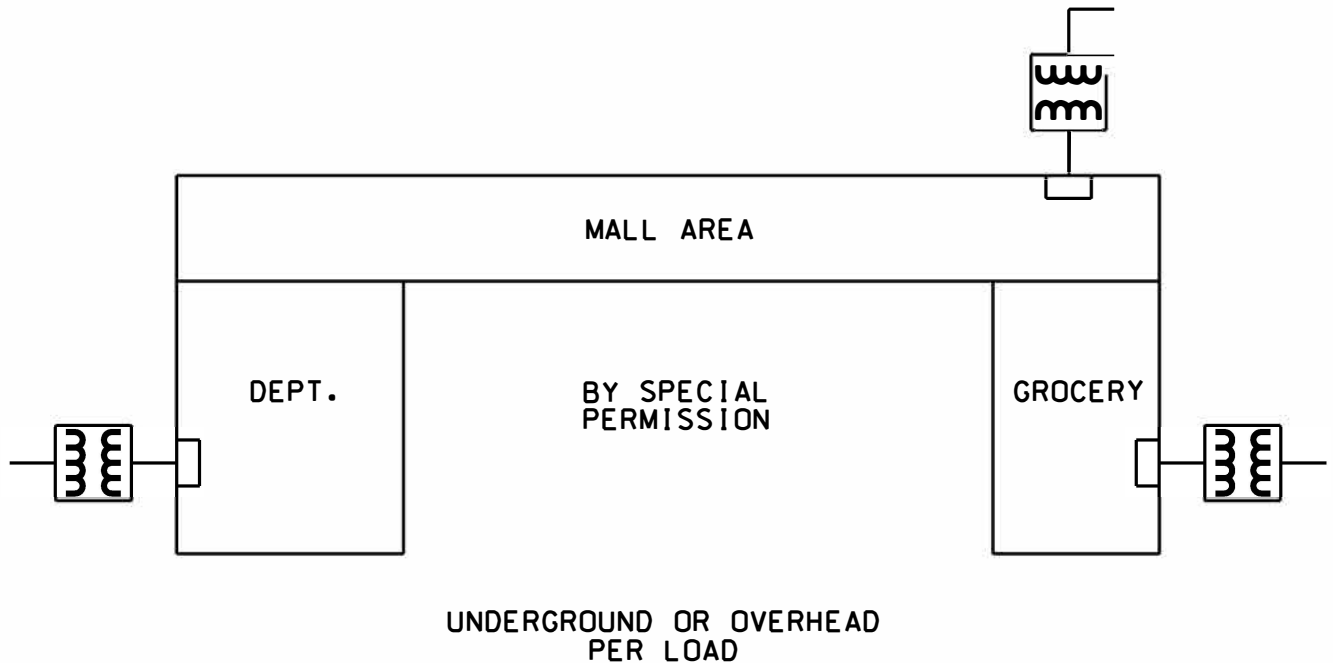 MALL AREA
DEPT.
BY SPECIAL
PERMISSION
GROCERY
UNDERGROUND OR OVERHEAD
PER LOAD